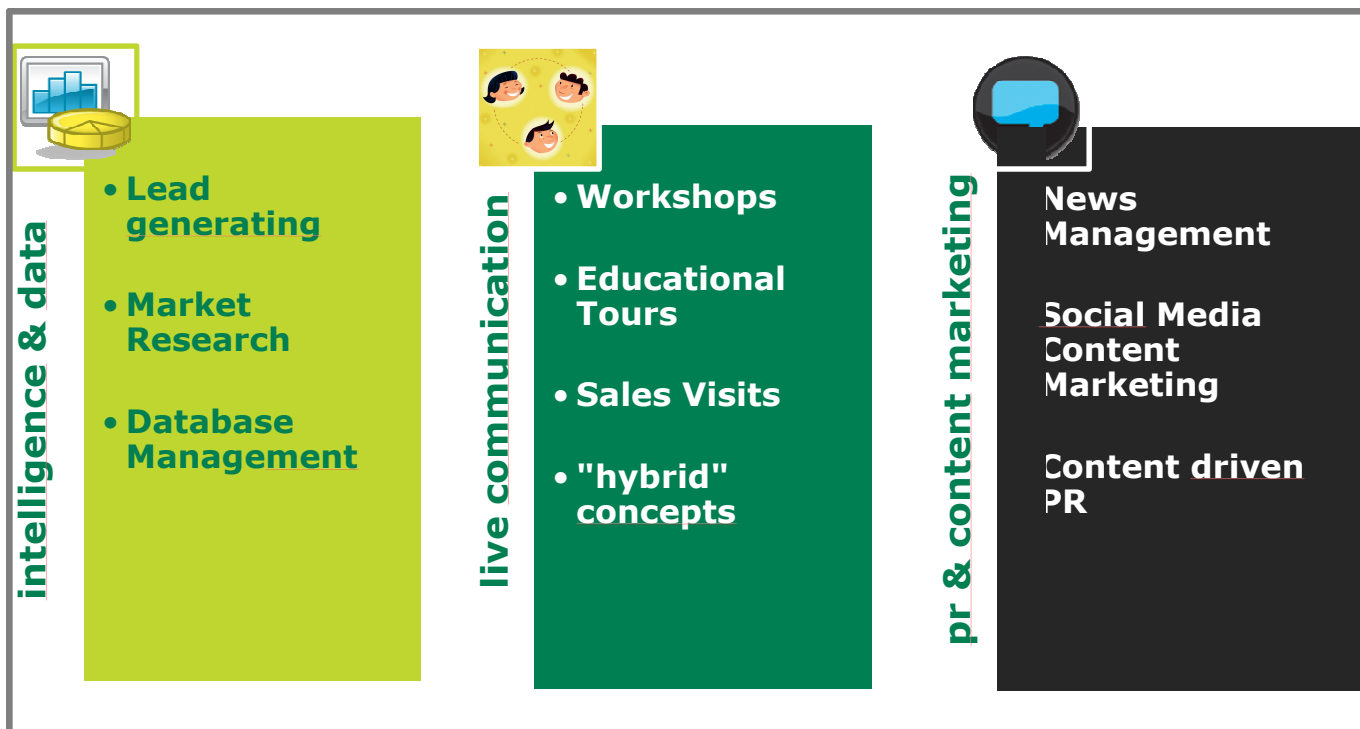 intelligence & data
• Lead
generating
• Market
Research
• Database
Management
live communication
• Workshops
• Educational
Tours
• Sales Visits
• "hybrid"
concepts
pr & content marketing
News
Management
Social Media
Content
Marketing
Content driven
PR